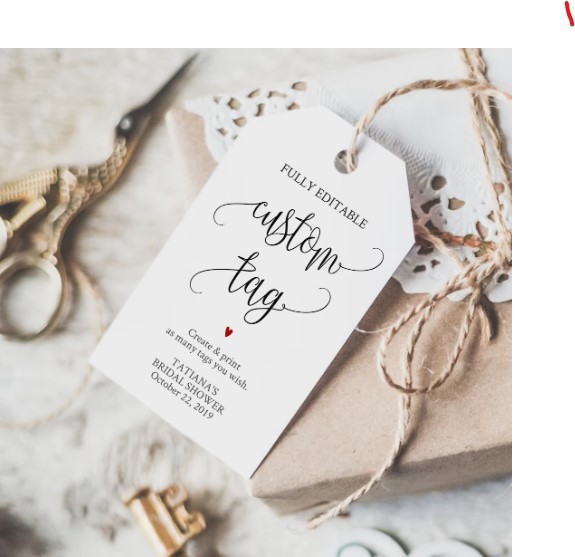 FULLY EDITABLE
custom
tag
Create & print
as many tags you wish.
TATIANA'S
BRIDAL SHOWER
October 22, 2019